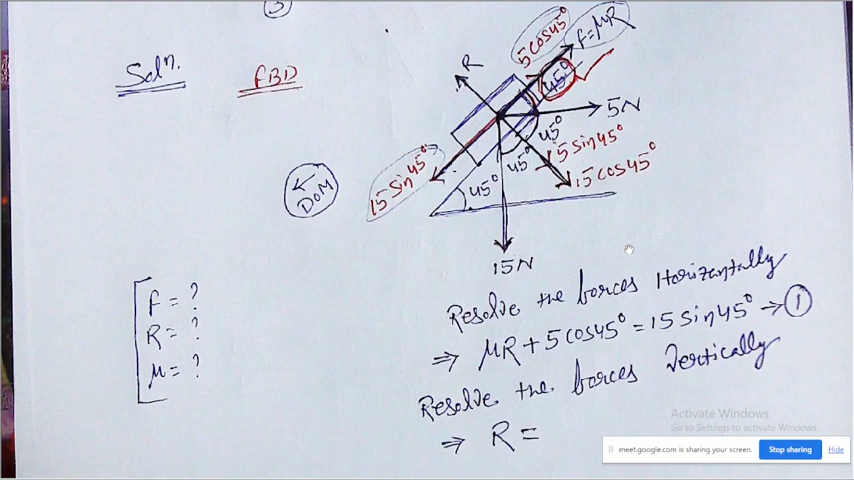 3
Soln.
FBD
R
5cos45°
f=μR
45°
5N
45°
45°
5sin45°
15cos45°
15sin45°
45°
DOM
15N
f = ?
R = ?
μ = ?
Resolve the forces Horizontally
⇒ μR + 5cos45° = 15sin45° → 1
Resolve the forces Vertically
⇒ R =
Activate Windows
Go to Settings to activate Windows.
meet.google.com is sharing your screen.
Stop sharing
Hide